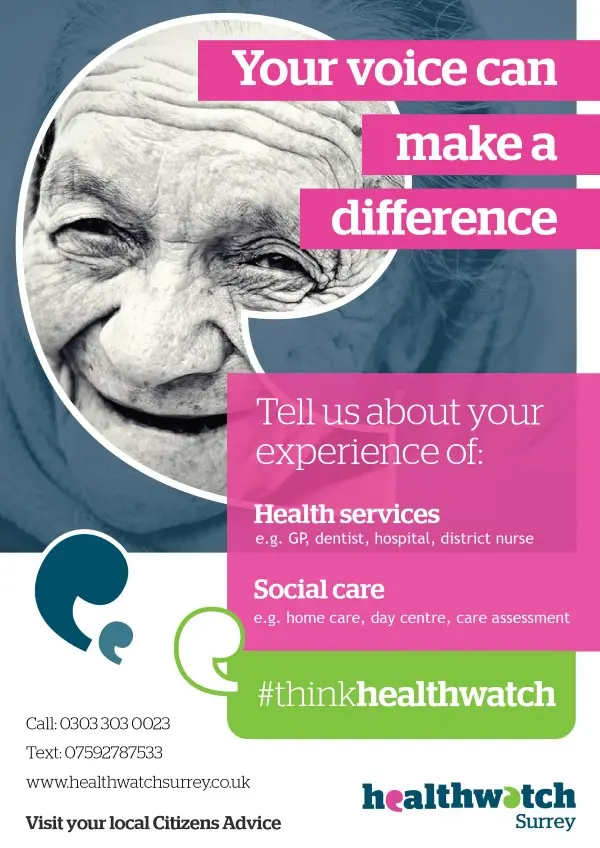 Your voice can
make a
difference
Tell us about your
experience of:
Health services
e.g. GP, dentist, hospital, district nurse
Social care
e.g. home care, day centre, care assessment
#thinkhealthwatch
Call: 0303 303 0023
Text: 07592787533
www.healthwatchsurrey.co.uk
Visit your local Citizens Advice
healthwatch
Surrey